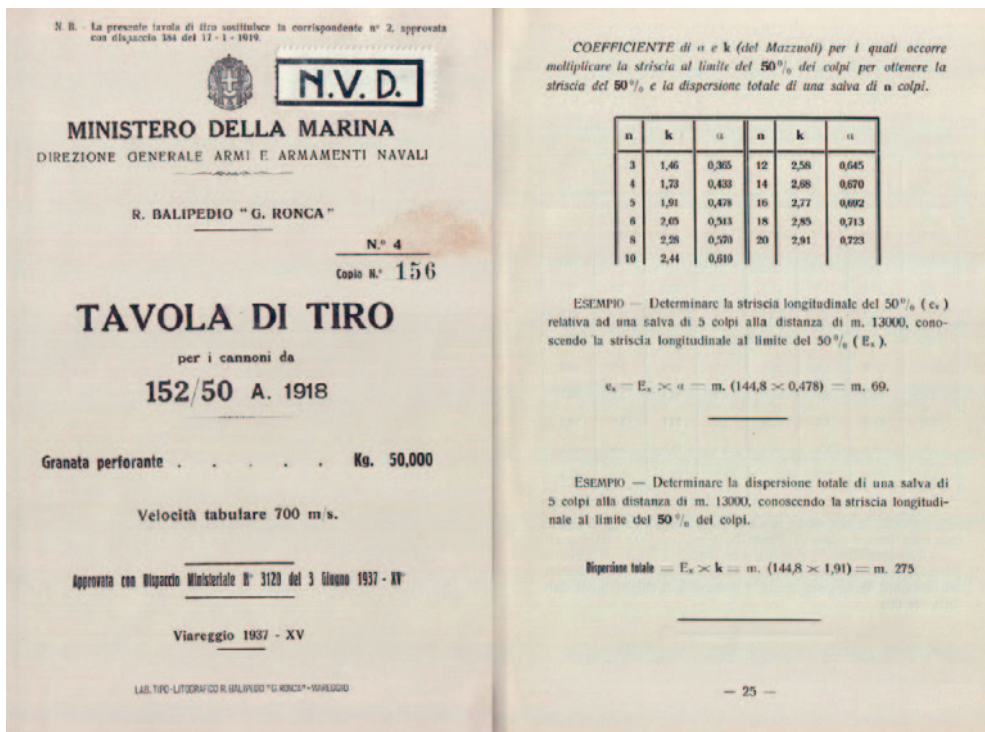 N. B. - La presente tavola di tiro sostituisce la corrispondente n° 2, approvata
con dispaccio 184 del 17 - 1 - 1919.
N.V.D.
MINISTERO DELLA MARINA
DIREZIONE GENERALE ARMI E ARMAMENTI NAVALI
R. BALIPEDIO "G. RONCA"
N.° 4
Copia N.° 156
TAVOLA DI TIRO
per i cannoni da
152/50 A. 1918
Granata perforante . . . . . . Kg. 50,000
Velocità tabulare 700 m/s.
Approvata con Dispaccio Ministeriale N° 3120 del 3 Giugno 1937 - XV
Viareggio 1937 - XV
LAB. TIPO-LITOGRAFICO R. BALIPEDIO "G. RONCA" - VIAREGGIO
COEFFICIENTE di α e k (del Mazzuoli) per i quali occorre
moltiplicare la striscia al limite del 50% dei colpi per ottenere la
striscia del 50% e la dispersione totale di una salva di n colpi.
n k α n k α
3 1,46 0,365 12 2,58 0,645
4 1,73 0,433 14 2,68 0,670
5 1,91 0,478 16 2,77 0,692
6 2,05 0,513 18 2,85 0,713
8 2,28 0,570 20 2,91 0,723
10 2,44 0,610
ESEMPIO — Determinare la striscia longitudinale del 50% (eₓ)
relativa ad una salva di 5 colpi alla distanza di m. 13000, cono-
scendo la striscia longitudinale al limite del 50% (Eₓ).
eₓ = Eₓ × α = m. (144,8 × 0,478) = m. 69.
ESEMPIO — Determinare la dispersione totale di una salva di
5 colpi alla distanza di m. 13000, conoscendo la striscia longitudi-
nale al limite del 50% dei colpi.
Dispersione totale = Eₓ × k = m. (144,8 × 1,91) = m. 275
— 25 —